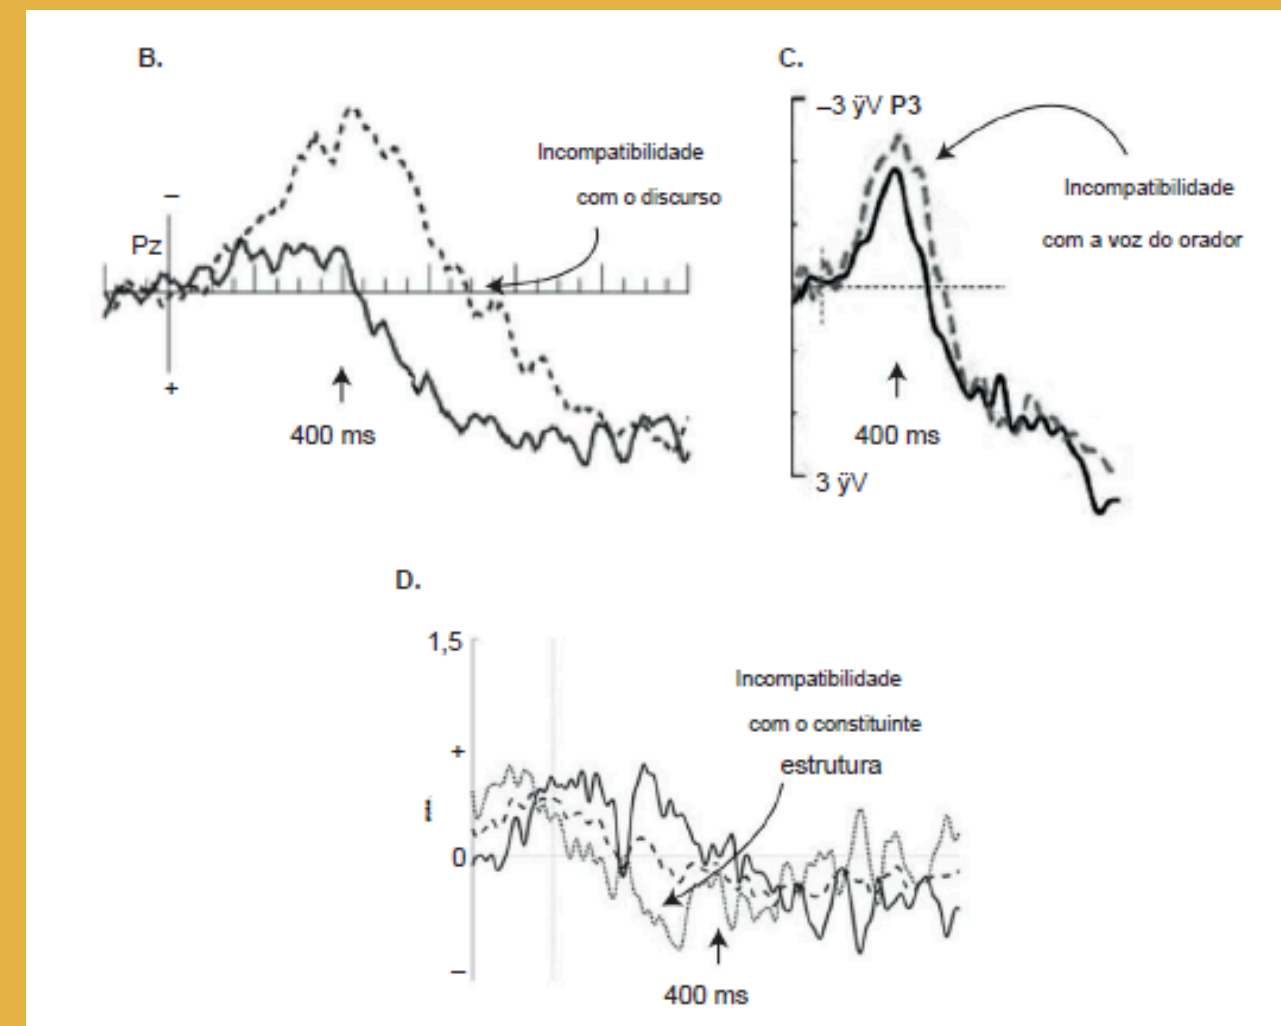 B.
Incompatibilidade
com o discurso
–
Pz
+
400 ms
C.
–3 ÿV P3
Incompatibilidade
com a voz do orador
400 ms
3 ÿV
D.
1,5
+
0
–
Incompatibilidade
com o constituinte
estrutura
400 ms